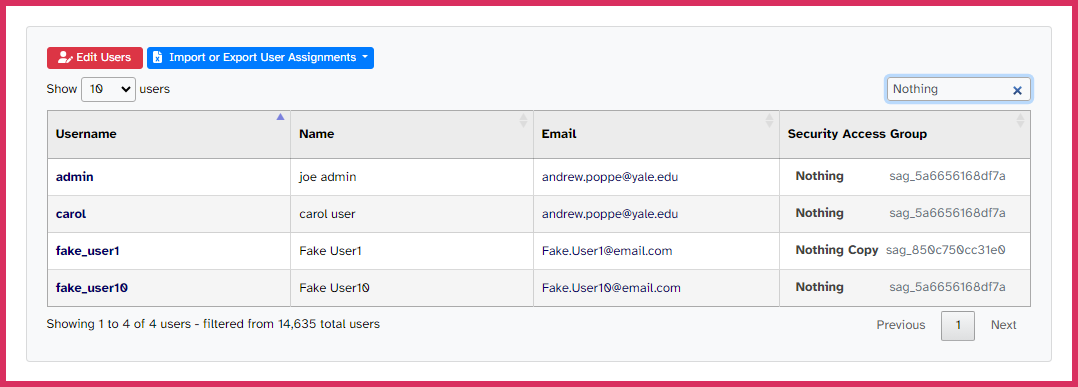 Edit Users Import or Export User Assignments
Show 10 users Nothing
Username Name Email Security Access Group
admin joe admin andrew.poppe@yale.edu Nothing sag_5a6656168df7a
carol carol user andrew.poppe@yale.edu Nothing sag_5a6656168df7a
fake_user1 Fake User1 Fake.User1@email.com Nothing Copy sag_850c750cc31e0
fake_user10 Fake User10 Fake.User10@email.com Nothing sag_5a6656168df7a
Showing 1 to 4 of 4 users - filtered from 14,635 total users Previous 1 Next